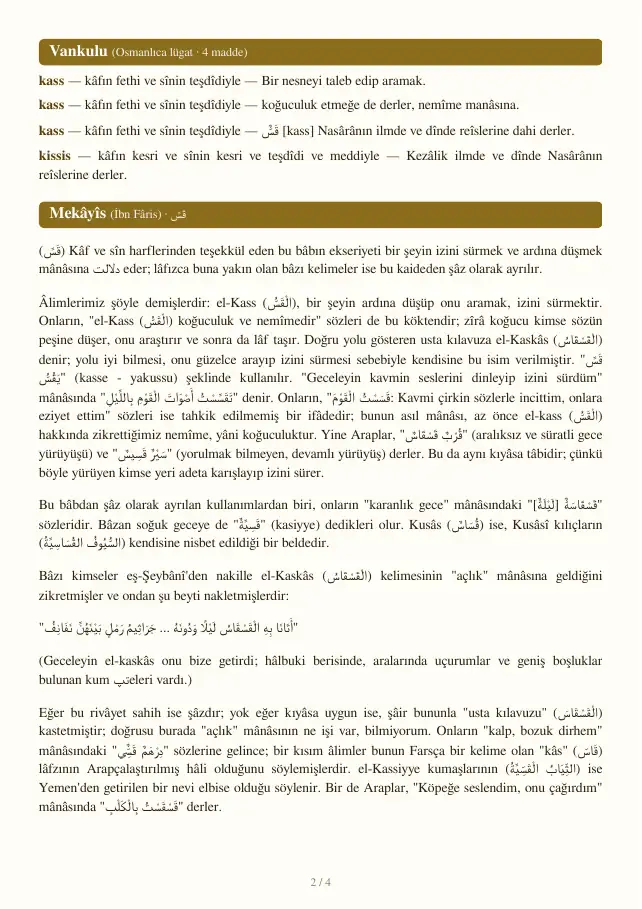 Vankulu (Osmanlıca lügat · 4 madde)
kass — kâfın fethi ve sînin teşdîdiyle — Bir nesneyi taleb edip aramak.
kass — kâfın fethi ve sînin teşdîdiyle — koğuculuk etmeğe de derler, nemîme manâsına.
kass — kâfın fethi ve sînin teşdîdiyle — قَسٌّ [kass] Nasârânın ilmde ve dînde reîslerine dahi derler.
kissis — kâfın kesri ve sînin kesri ve teşdîdi ve meddiyle — Kezâlik ilmde ve dînde Nasârânın
reîslerine derler.
Mekâyîs (İbn Fâris) · قسّ
(قَسّ) Kâf ve sîn harflerinden teşekkül eden bu bâbın ekseriyeti bir şeyin izini sürmek ve ardına düşmek
mânâsına دلالت eder; lâfızca buna yakın olan bâzı kelimeler ise bu kaideden şâz olarak ayrılır.
Âlimlerimiz şöyle demişlerdir: el-Kass (الْقَسُّ), bir şeyin ardına düşüp onu aramak, izini sürmektir.
Onların, "el-Kass (الْقَسُّ) koğuculuk ve nemîmedir" sözleri de bu köktendir; zîrâ koğucu kimse sözün
peşine düşer, onu araştırır ve sonra da lâf taşır. Doğru yolu gösteren usta kılavuza el-Kaskâs (الْقَسْقَاسُ)
denir; yolu iyi bilmesi, onu güzelce arayıp izini sürmesi sebebiyle kendisine bu isim verilmiştir. "قَسّ
يَقُسُّ" (kasse - yakussu) şeklinde kullanılır. "Geceleyin kavmin seslerini dinleyip izini sürdüm"
mânâsında "تَقَسَّسْتُ أَصْوَاتَ الْقَوْمِ بِاللَّيْلِ" denir. Onların, "قَسَسْتُ الْقَوْمَ: Kavmi çirkin sözlerle incittim, onlara
eziyet ettim" sözleri ise tahkik edilmemiş bir ifâdedir; bunun asıl mânâsı, az önce el-kass (الْقَسُّ)
hakkında zikrettiğimiz nemîme, yâni koğuculuktur. Yine Araplar, "قَرَبٌ قَسْقَاسٌ" (aralıksız ve süratli gece
yürüyüşü) ve "سَيْرٌ قَسِيسٌ" (yorulmak bilmeyen, devamlı yürüyüş) derler. Bu da aynı kıyâsa tâbidir; çünkü
böyle yürüyen kimse yeri adeta karışlayıp izini sürer.
Bu bâbdan şâz olarak ayrılan kullanımlardan biri, onların "karanlık gece" mânâsındaki "[لَيْلَةٌ] قَسْقَاسَةٌ"
sözleridir. Bâzan soğuk geceye de "قَسِيَّةٌ" (kasiyye) dedikleri olur. Kusâs (قُسَاسٌ) ise, Kusâsî kılıçların
(السُّيُوفُ القُسَاسِيَّةُ) kendisine nisbet edildiği bir beldedir.
Bâzı kimseler eş-Şeybânî'den nakille el-Kaskâs (الْقَسْقَاسُ) kelimesinin "açlık" mânâsına geldiğini
zikretmişler ve ondan şu beyti nakletmişlerdir:
"أَتَانَا بِهِ الْقَسْقَاسُ لَيْلًا وَدُونَهُ ... جَرَاثِيمُ رَمْلٍ بَيْنَهُنَّ نَفَانِفُ"
(Geceleyin el-kaskâs onu bize getirdi; hâlbuki berisinde, aralarında uçurumlar ve geniş boşluklar
bulunan kum تپeleri vardı.)
Eğer bu rivâyet sahih ise şâzdır; yok eğer kıyâsa uygun ise, şâir bununla "usta kılavuzu" (الْقَسْقَاسَ)
kastetmiştir; doğrusu burada "açlık" mânâsının ne işi var, bilmiyorum. Onların "kalp, bozuk dirhem"
mânâsındaki "دِرْهَمٌ قَسِّي" sözlerine gelince; bir kısım âlimler bunun Farsça bir kelime olan "kâs" (قَاسَ)
lâfzının Arapçalaştırılmış hâli olduğunu söylemişlerdir. el-Kassiyye kumaşlarının (الثِّيَابُ الْقَسِّيَّةُ) ise
Yemen'den getirilen bir nevi elbise olduğu söylenir. Bir de Araplar, "Köpeğe seslendim, onu çağırdım"
mânâsında "قَسْقَسْتُ بِالْكَلْبِ" derler.
2 / 4